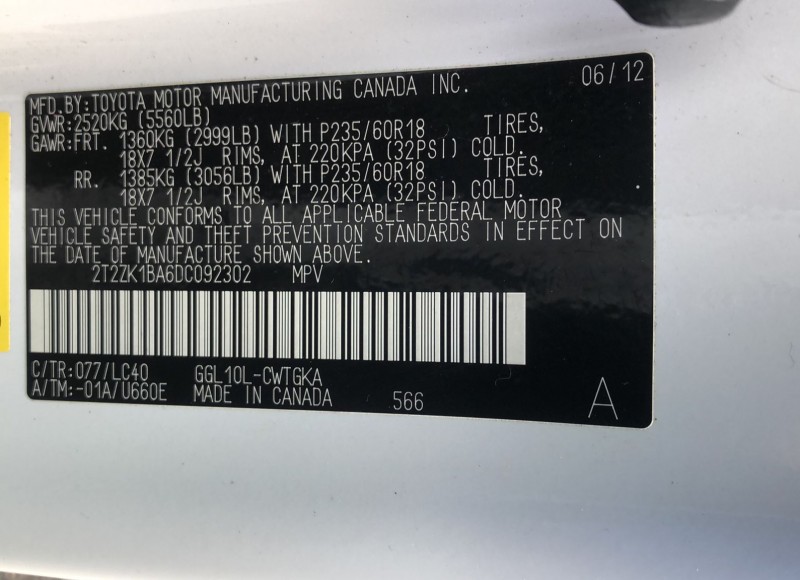 06/12
MFD.BY:TOYOTA MOTOR MANUFACTURING CANADA INC.
GVWR:2520KG (5560LB)
GAWR:FRT. 1360KG (2999LB) WITH P235/60R18 TIRES,
18X7 1/2J RIMS, AT 220KPA (32PSI) COLD.
RR. 1385KG (3056LB) WITH P235/60R18 TIRES,
18X7 1/2J RIMS, AT 220KPA (32PSI) COLD.
THIS VEHICLE CONFORMS TO ALL APPLICABLE FEDERAL MOTOR
VEHICLE SAFETY AND THEFT PREVENTION STANDARDS IN EFFECT ON
THE DATE OF MANUFACTURE SHOWN ABOVE.
2T2ZK1BA6DC092302 MPV
C/TR:077/LC40 GGL10L-CWTGKA
A/TM:-01A/U660E MADE IN CANADA 566 A